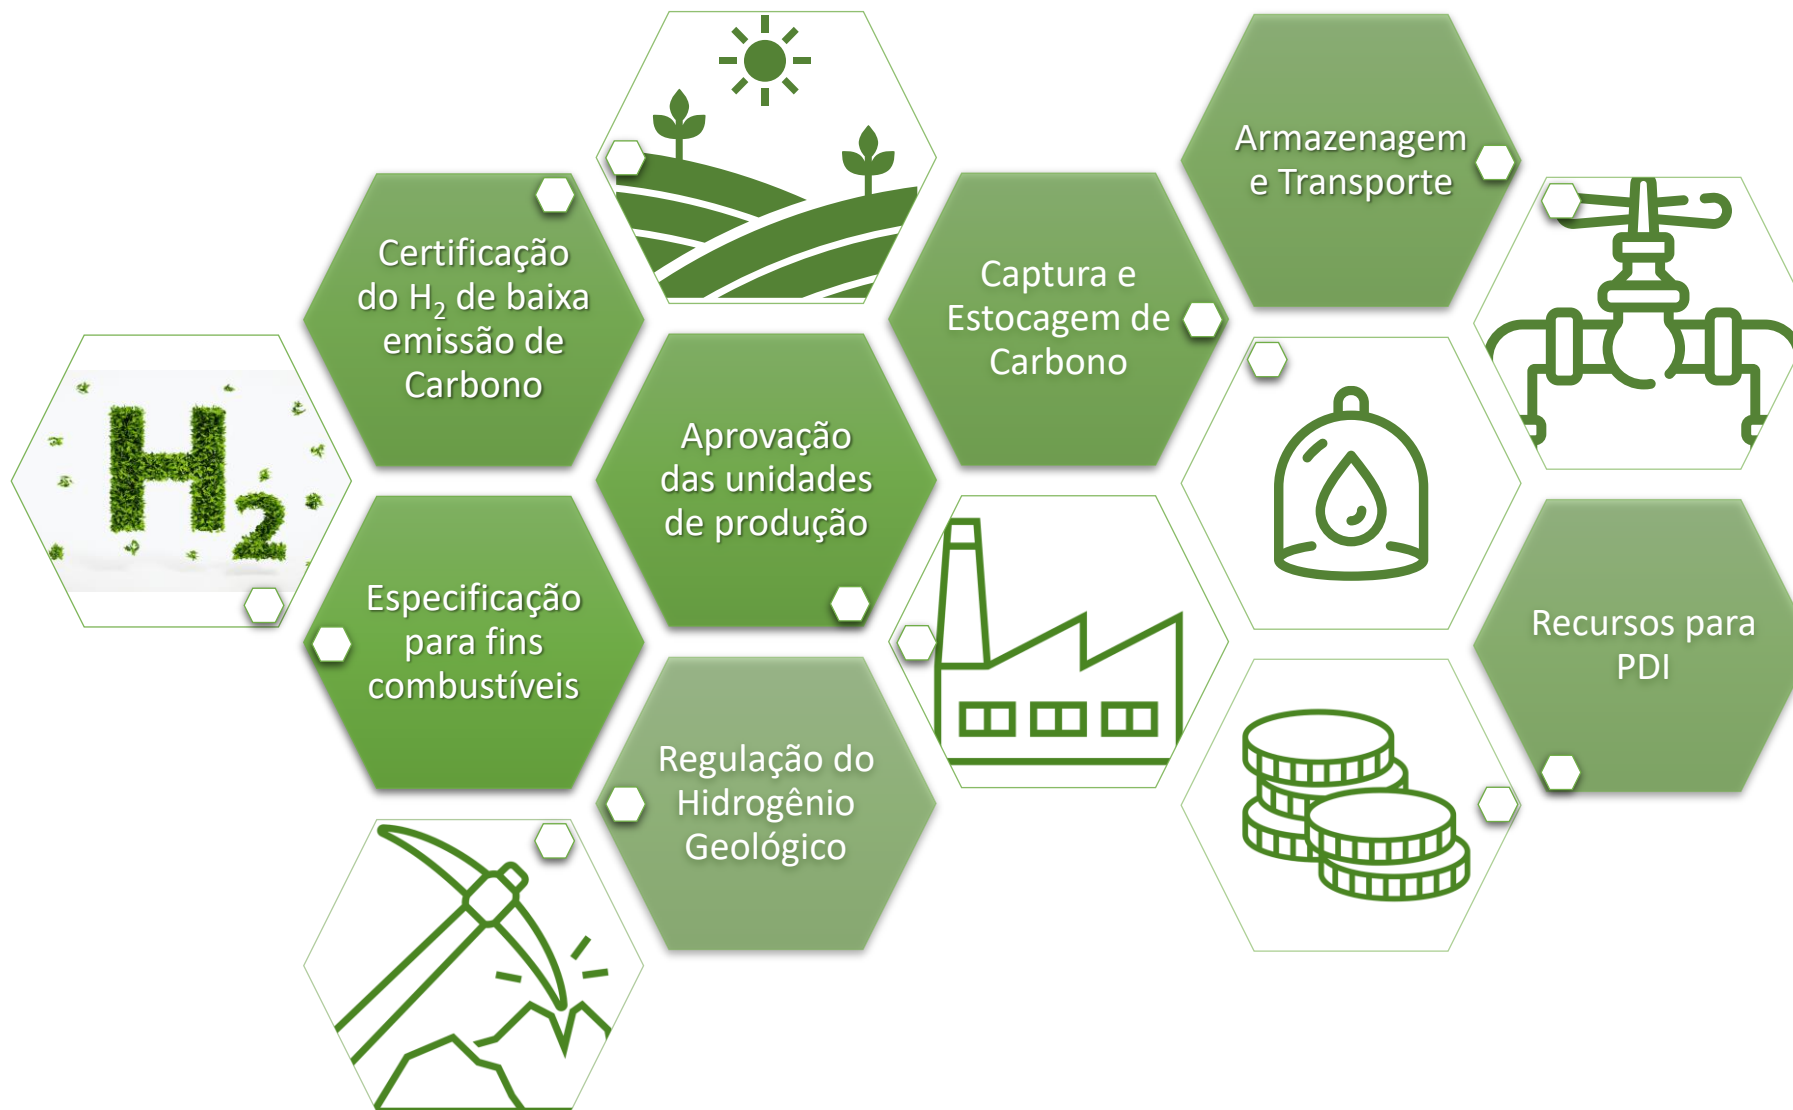 Certificação
do H₂ de baixa
emissão de
Carbono
H₂
Especificação
para fins
combustíveis
Aprovação
das unidades
de produção
Regulação do
Hidrogênio
Geológico
Captura e
Estocagem de
Carbono
Armazenagem
e Transporte
Recursos para
PDI